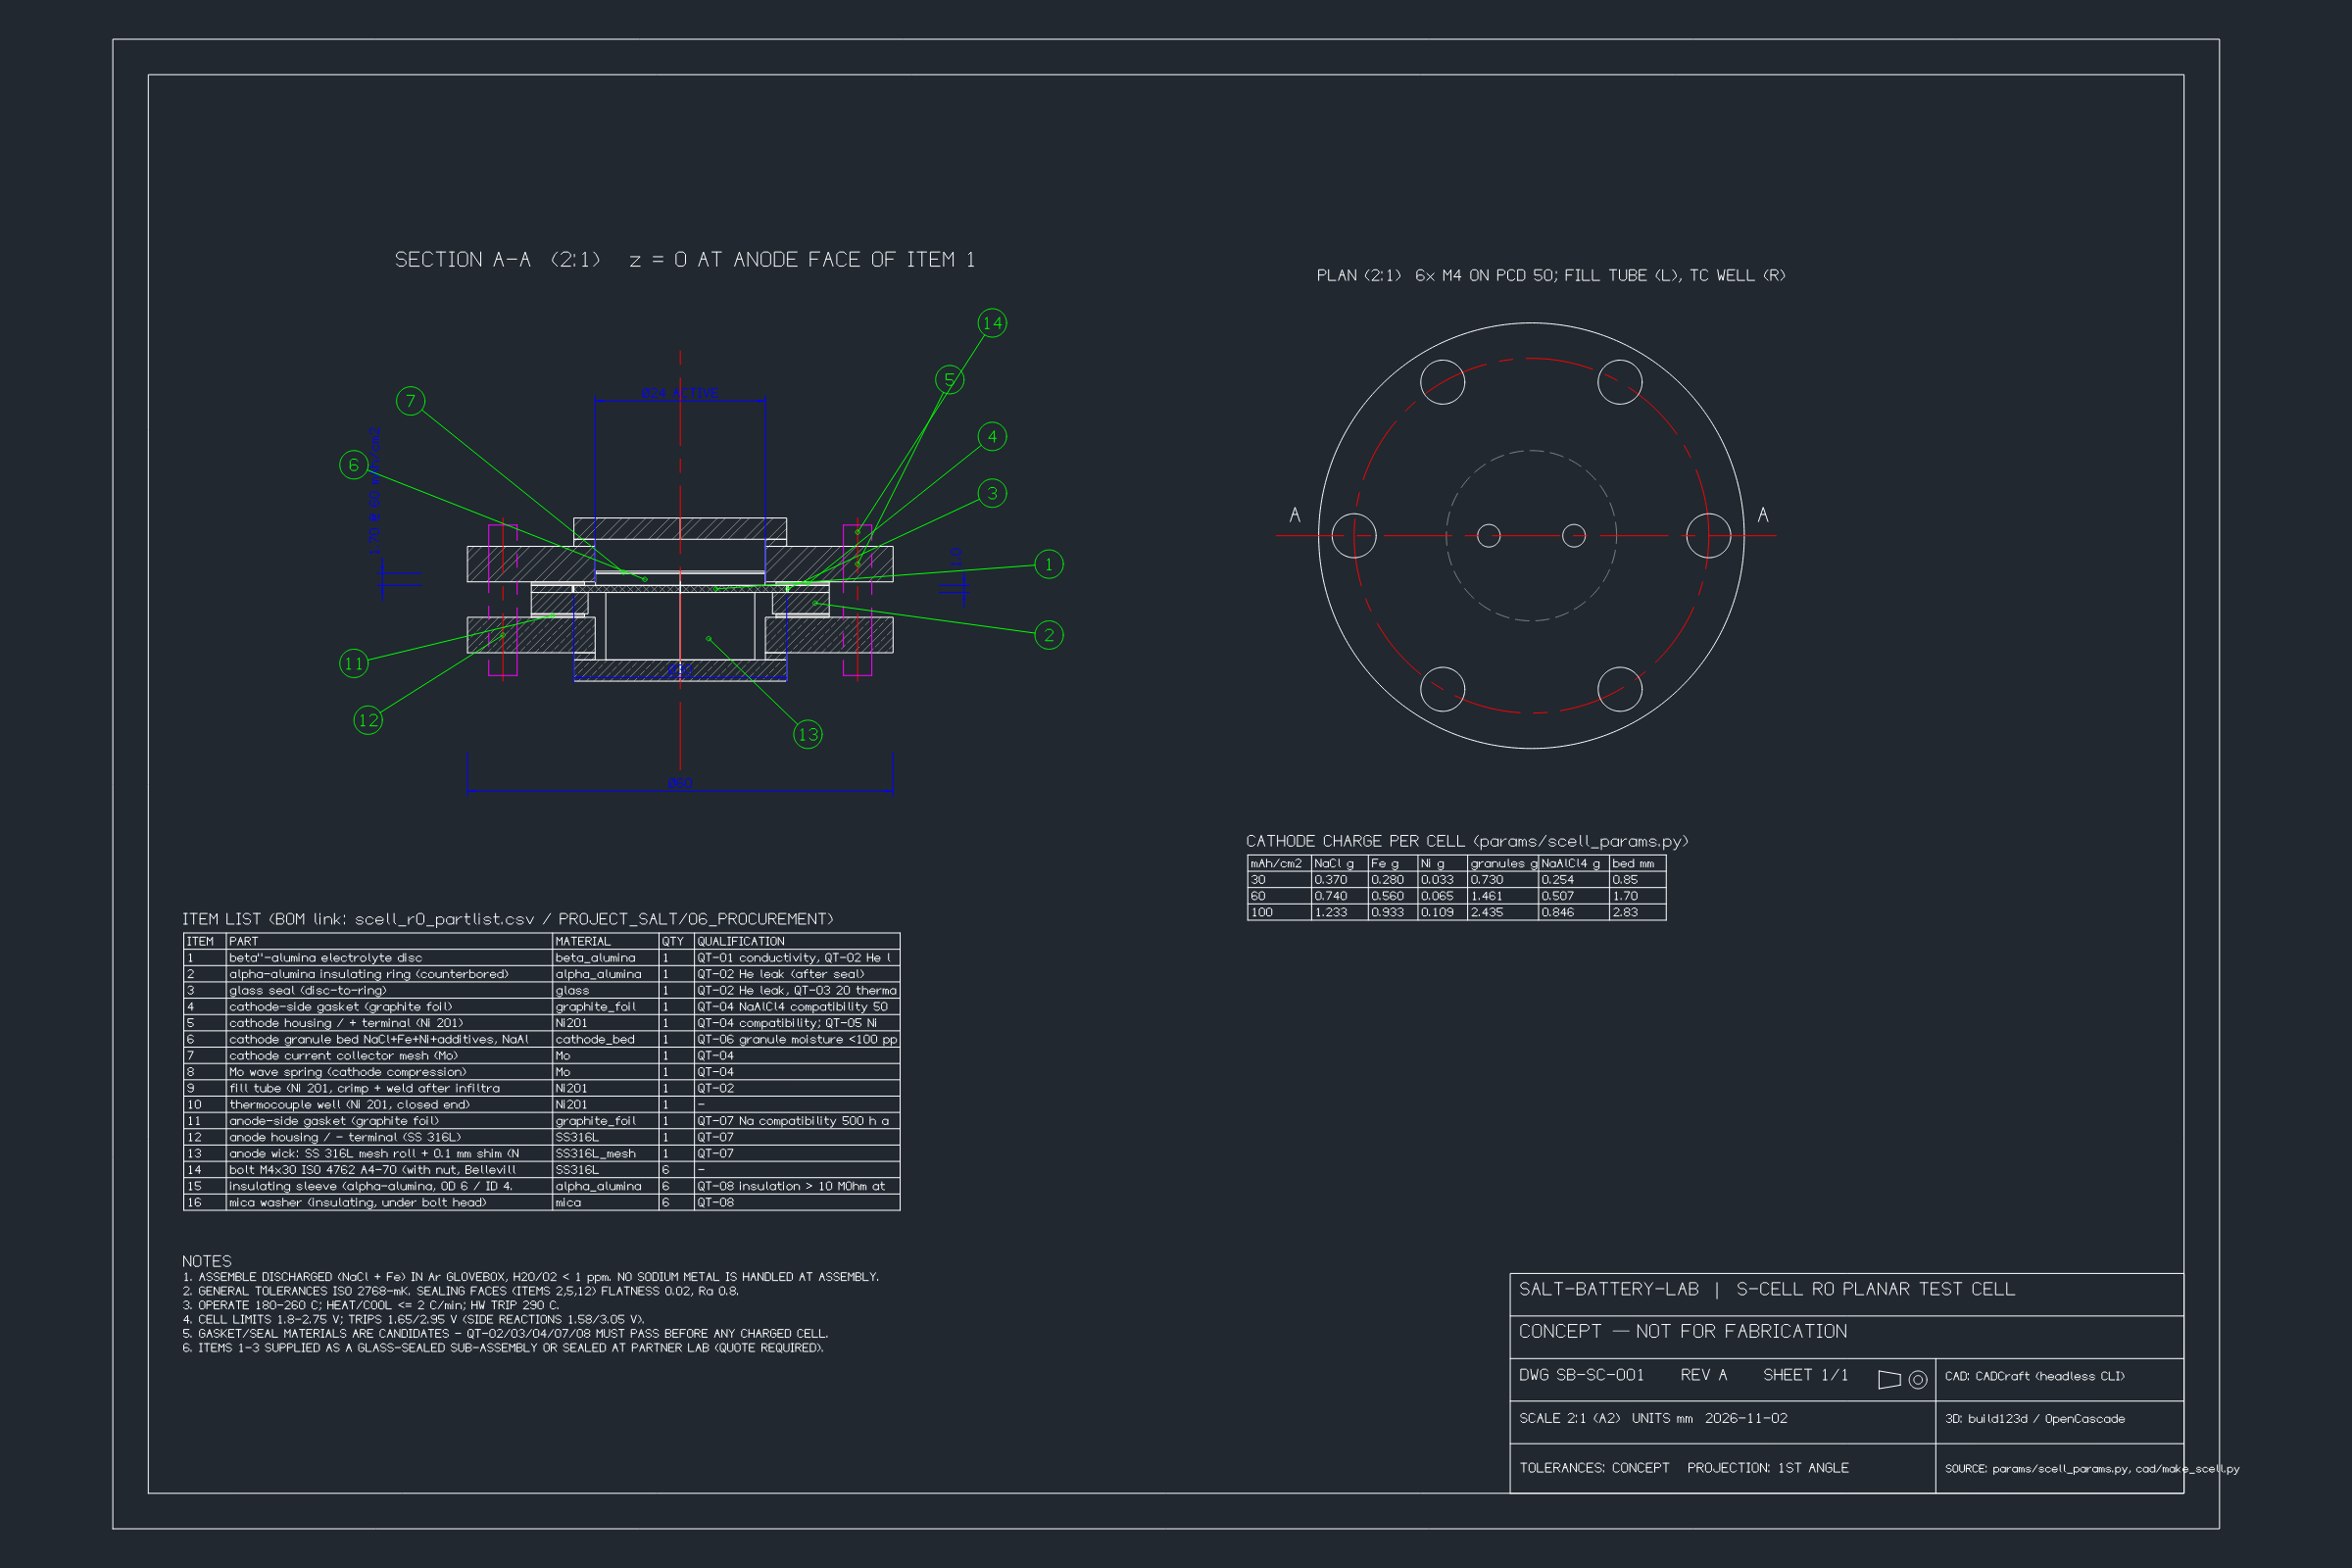 SECTION A-A (2:1) z = 0 AT ANODE FACE OF ITEM 1
PLAN (2:1) 6x M4 ON PCD 50; FILL TUBE (L), TC WELL (R)
14
5
7
4
6
3
1
2
11
12
13
Ø24 ACTIVE
1.0
A
A
CATHODE CHARGE PER CELL (params/scell_params.py)
mAh/cm2 NaCl g Fe g Ni g granules g NaAlCl4 g bed mm
30 0.370 0.280 0.033 0.730 0.254 0.85
60 0.740 0.560 0.065 1.461 0.507 1.70
100 1.233 0.933 0.109 2.435 0.846 2.83
ITEM LIST (BOM link: scell_r0_partlist.csv / PROJECT_SALT/06_PROCUREMENT)
ITEM PART MATERIAL QTY QUALIFICATION
1 beta"-alumina electrolyte disc beta_alumina 1 QT-01 conductivity, QT-02 He l
2 alpha-alumina insulating ring (counterbored) alpha_alumina 1 QT-02 He leak (after seal)
3 glass seal (disc-to-ring) glass 1 QT-02 He leak, QT-03 20 therma
4 cathode-side gasket (graphite foil) graphite_foil 1 QT-04 NaAlCl4 compatibility 50
5 cathode housing / + terminal (Ni 201) Ni201 1 QT-04 compatibility; QT-05 Ni
6 cathode granule bed NaCl+Fe+Ni+additives, NaAl cathode_bed 1 QT-06 granule moisture <100 pp
7 cathode current collector mesh (Mo) Mo 1 QT-04
8 Mo wave spring (cathode compression) Mo 1 QT-04
9 fill tube (Ni 201, crimp + weld after infiltra Ni201 1 QT-02
10 thermocouple well (Ni 201, closed end) Ni201 1 -
11 anode-side gasket (graphite foil) graphite_foil 1 QT-07 Na compatibility 500 h a
12 anode housing / - terminal (SS 316L) SS316L 1 QT-07
13 anode wick: SS 316L mesh roll + 0.1 mm shim (N SS316L_mesh 1 QT-07
14 bolt M4x30 ISO 4762 A4-70 (with nut, Bellevill SS316L 6 -
15 insulating sleeve (alpha-alumina, OD 6 / ID 4. alpha_alumina 6 QT-08 insulation > 10 MOhm at
16 mica washer (insulating, under bolt head) mica 6 QT-08
NOTES
1. ASSEMBLE DISCHARGED (NaCl + Fe) IN Ar GLOVEBOX, H2O/O2 < 1 ppm. NO SODIUM METAL IS HANDLED AT ASSEMBLY.
2. GENERAL TOLERANCES ISO 2768-mK. SEALING FACES (ITEMS 2,5,12) FLATNESS 0.02, Ra 0.8.
3. OPERATE 180-260 C; HEAT/COOL <= 2 C/min; HW TRIP 290 C.
4. CELL LIMITS 1.8-2.75 V; TRIPS 1.65/2.95 V (SIDE REACTIONS 1.58/3.05 V).
5. GASKET/SEAL MATERIALS ARE CANDIDATES - QT-02/03/04/07/08 MUST PASS BEFORE ANY CHARGED CELL.
6. ITEMS 1-3 SUPPLIED AS A GLASS-SEALED SUB-ASSEMBLY OR SEALED AT PARTNER LAB (QUOTE REQUIRED).
SALT-BATTERY-LAB | S-CELL R0 PLANAR TEST CELL
CONCEPT — NOT FOR FABRICATION
DWG SB-SC-001 REV A SHEET 1/1
CAD: CADCraft (headless CLI)
SCALE 2:1 (A2) UNITS mm 2026-11-02
3D: build123d / OpenCascade
TOLERANCES: CONCEPT PROJECTION: 1ST ANGLE
SOURCE: params/scell_params.py, cad/make_scell.py